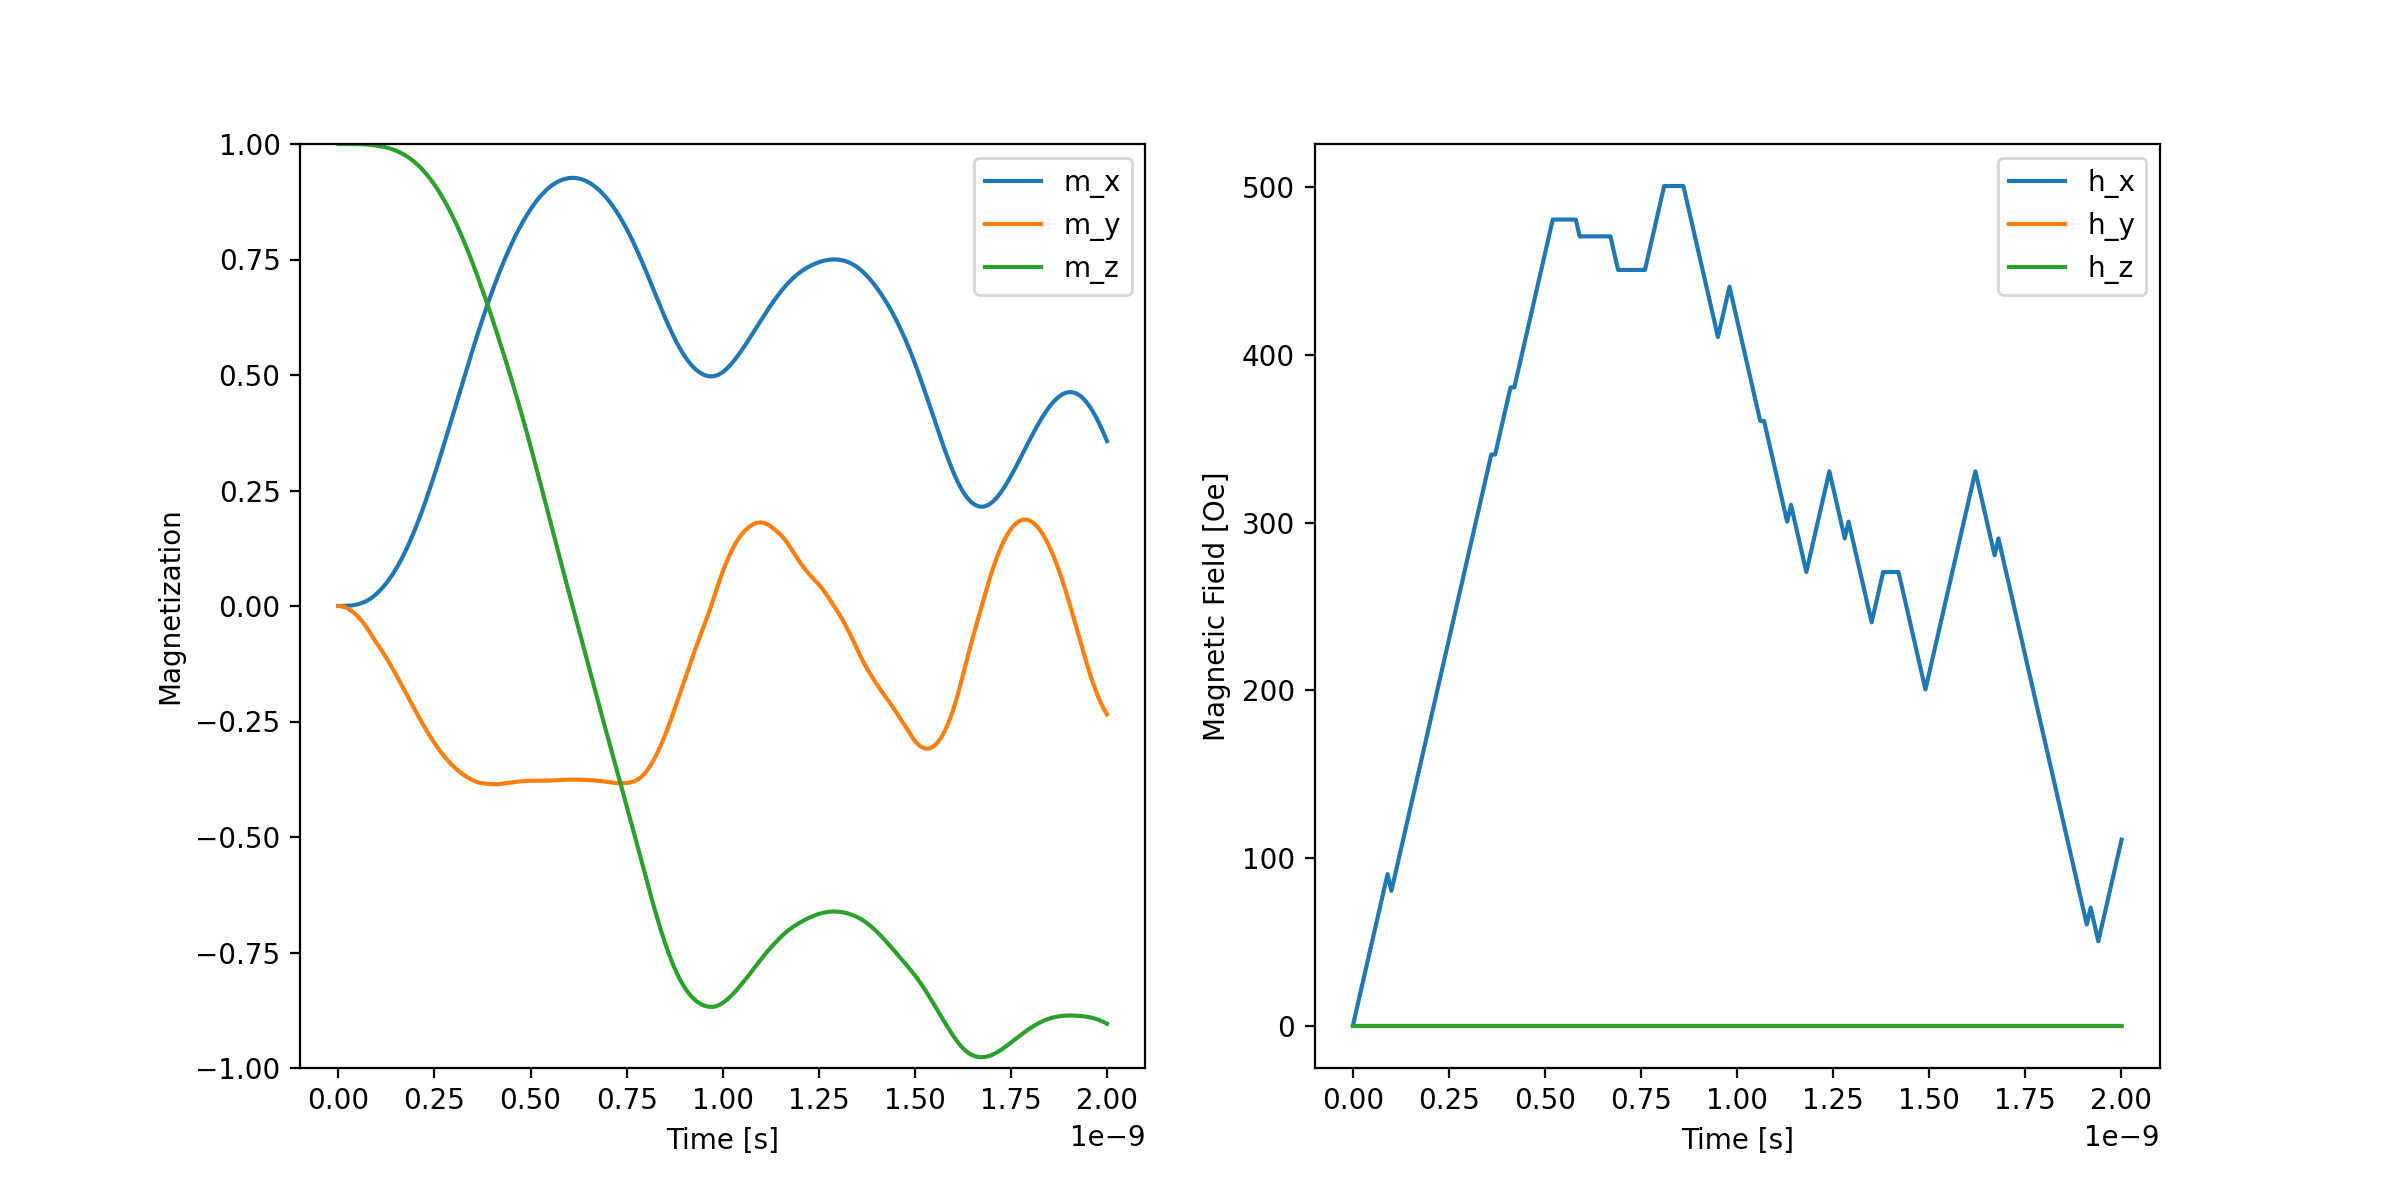 1.00
0.75
0.50
0.25
0.00
−0.25
−0.50
−0.75
−1.00
Magnetization
m_x
m_y
m_z
0.00 0.25 0.50 0.75 1.00 1.25 1.50 1.75 2.00
Time [s]
1e−9
500
400
300
200
100
0
Magnetic Field [Oe]
h_x
h_y
h_z
0.00 0.25 0.50 0.75 1.00 1.25 1.50 1.75 2.00
Time [s]
1e−9